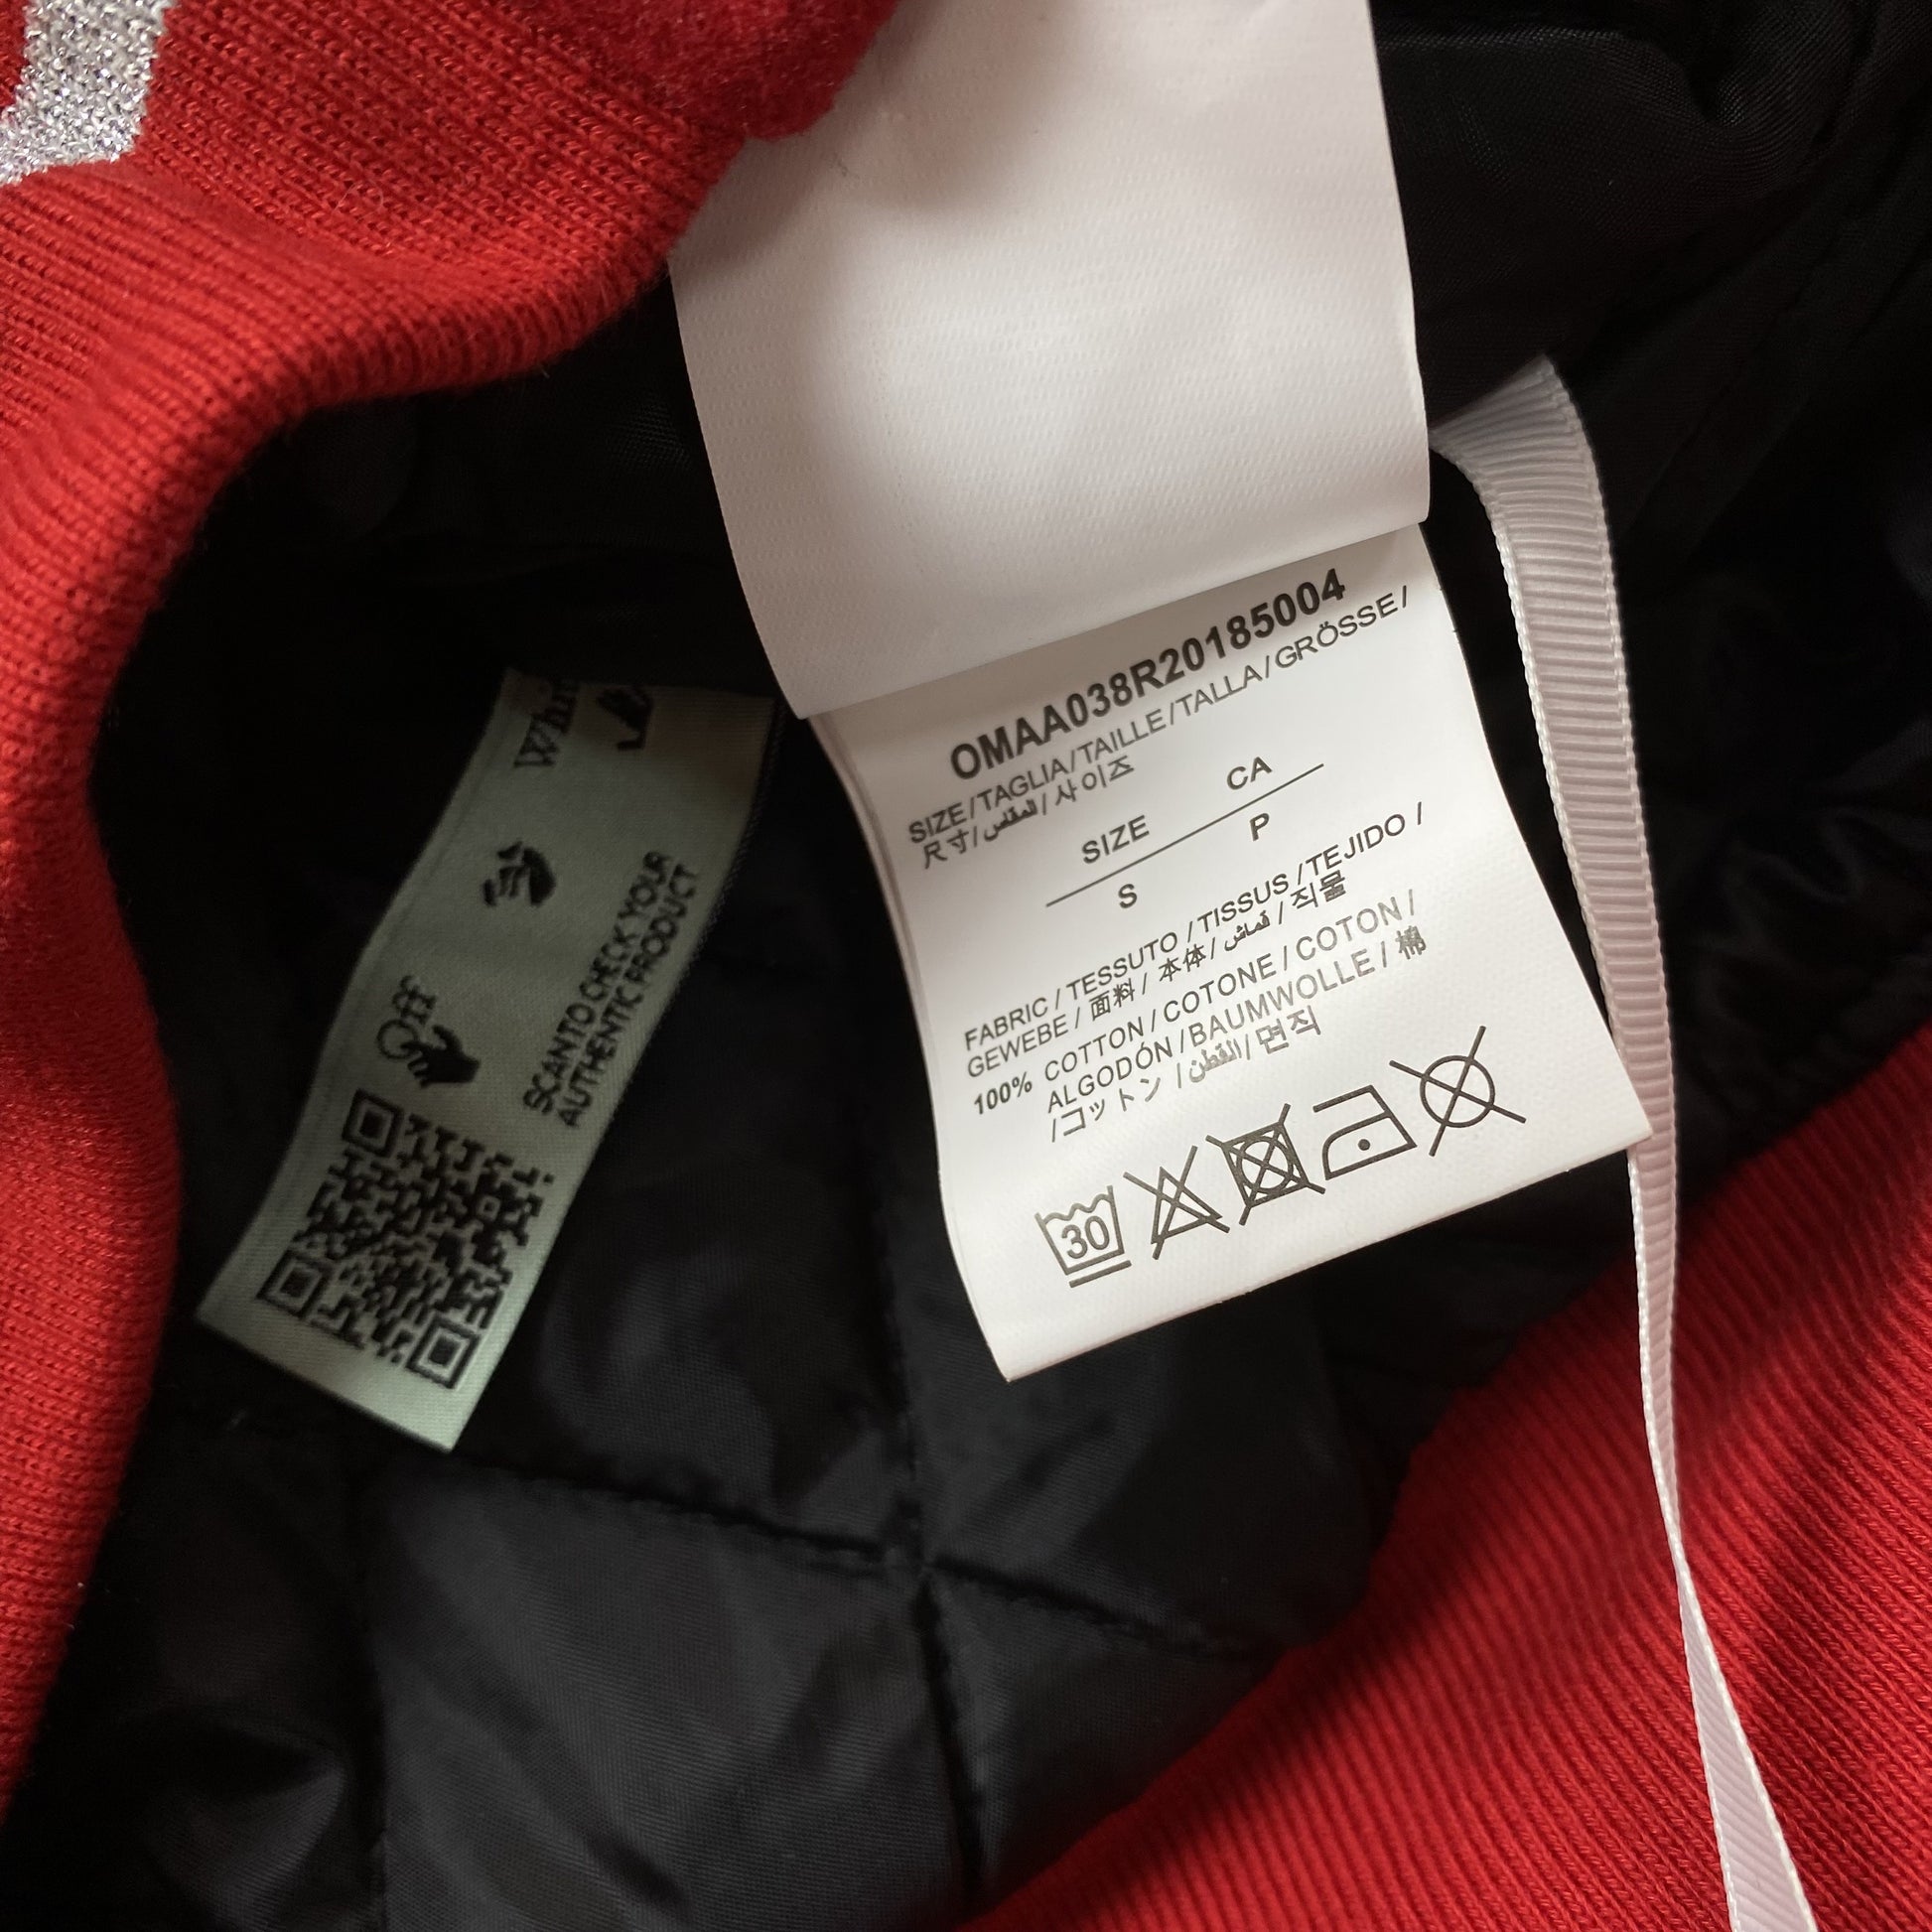 OMAA038R20185004
SIZE/TAGLIA/TAILLE/TALLA/GRÖSSE/
尺寸/المقاس/사이즈
SIZE CA
S P
FABRIC/TESSUTO/TISSUS/TEJIDO/
GEWEBE/面料/本体/قماش/직물
100% COTTON/COTONE/COTON/
ALGODÓN/BAUMWOLLE/棉
/コットン/القطن/면직
30
Off
SCANTO CHECK YOUR
AUTHENTIC PRODUCT